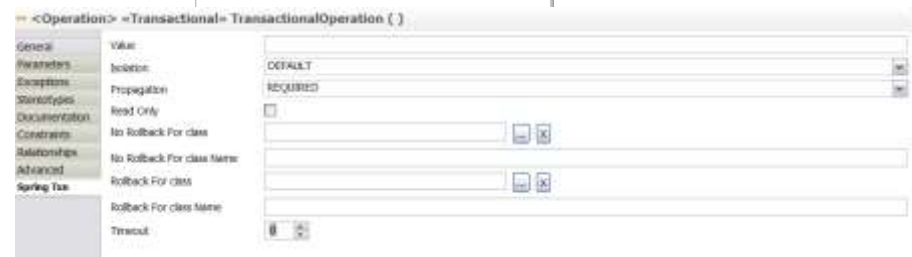 <Operation> «Transactional» TransactionalOperation ( )
General
Parameters
Exceptions
Stereotypes
Documentation
Constraints
Relationships
Advanced
Spring Txn
Value
Isolation DEFAULT
Propagation REQUIRED
Read Only
No Rollback For class ... x
No Rollback For class Name
Rollback For class ... x
Rollback For class Name
Timeout 0